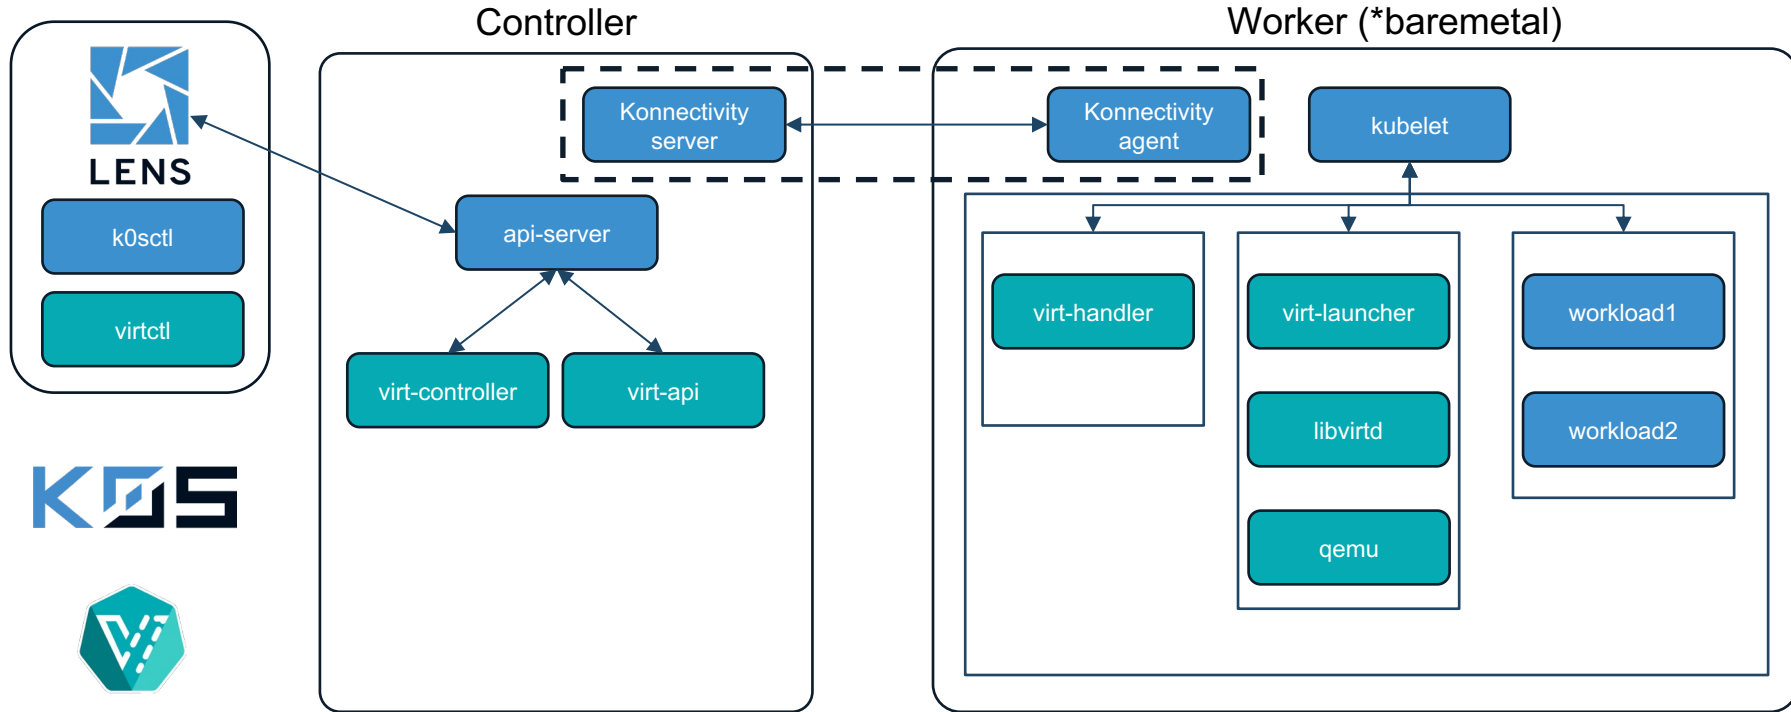 Controller
Worker (*baremetal)
LENS
k0sctl
virtctl
K0S
Konnectivity
server
api-server
virt-controller
virt-api
Konnectivity
agent
kubelet
virt-handler
virt-launcher
libvirtd
qemu
workload1
workload2